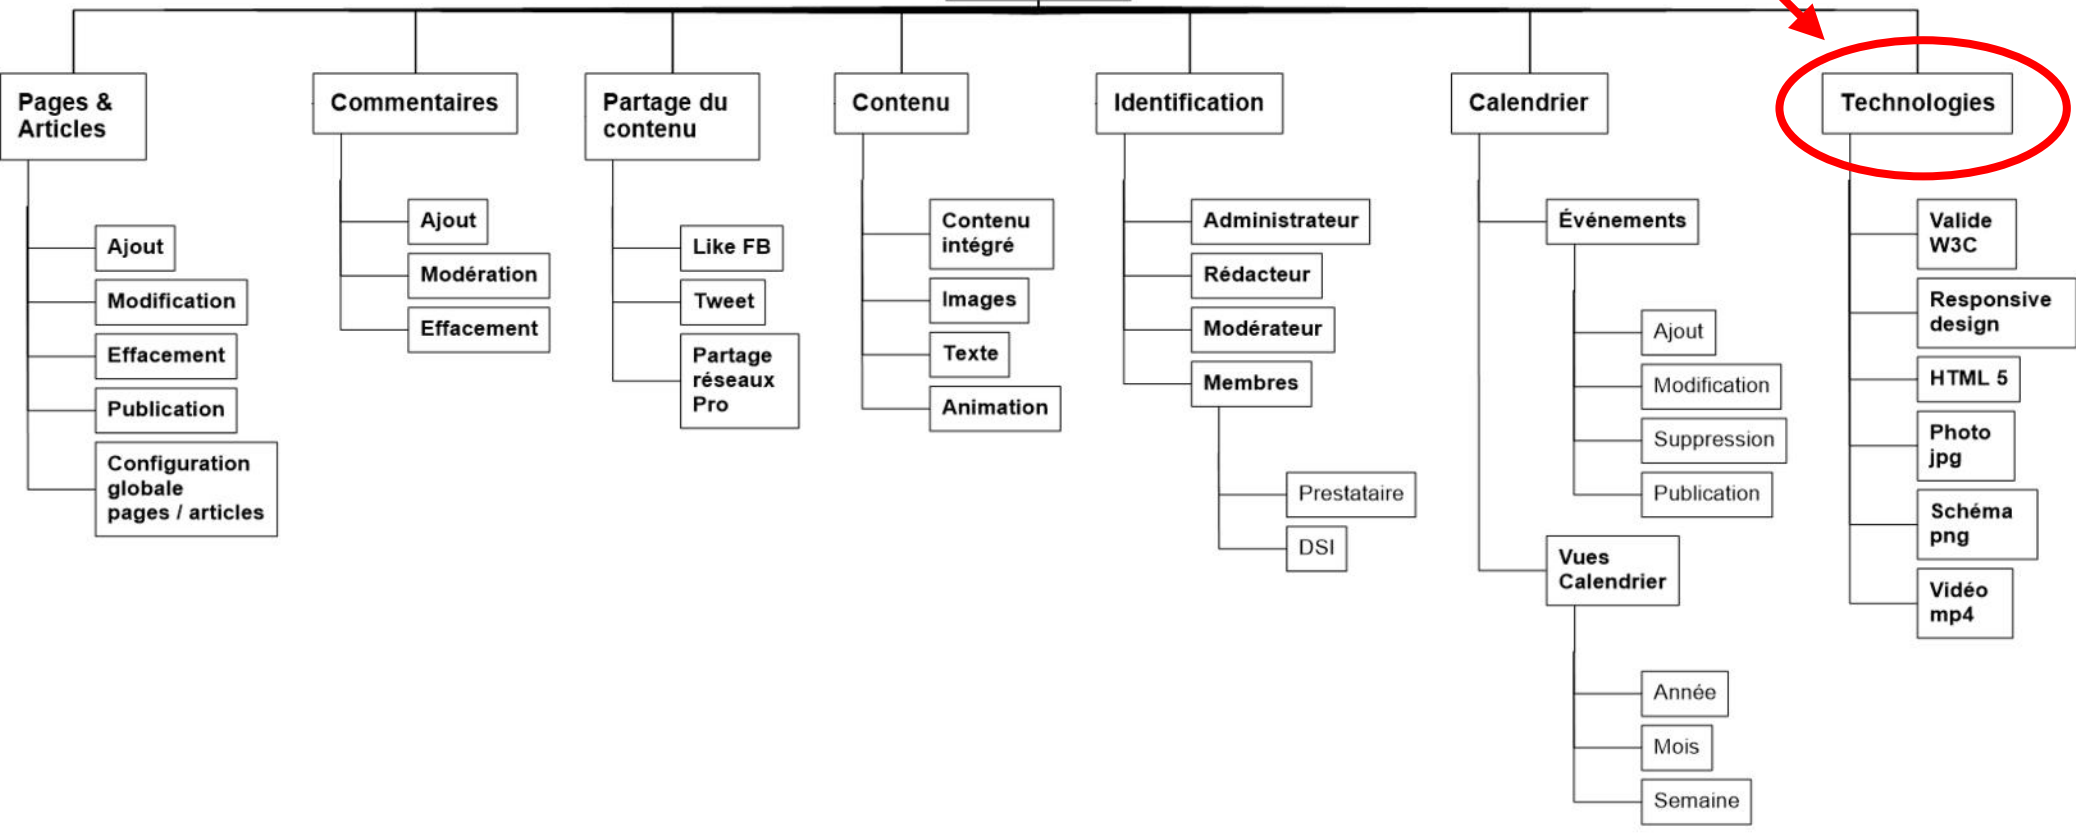 Pages &
Articles
Ajout
Modification
Effacement
Publication
Configuration
globale
pages / articles
Commentaires
Ajout
Modération
Effacement
Partage du
contenu
Like FB
Tweet
Partage
réseaux
Pro
Contenu
Contenu
intégré
Images
Texte
Animation
Identification
Administrateur
Rédacteur
Modérateur
Membres
Prestataire
DSI
Calendrier
Événements
Ajout
Modification
Suppression
Publication
Vues
Calendrier
Année
Mois
Semaine
Technologies
Valide
W3C
Responsive
design
HTML 5
Photo
jpg
Schéma
png
Vidéo
mp4